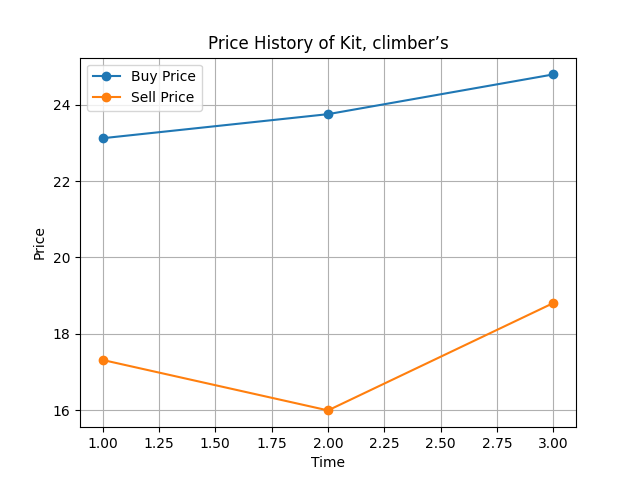 Price History of Kit, climber’s
Buy Price
Sell Price
24
22
20
18
16
Price
1.00 1.25 1.50 1.75 2.00 2.25 2.50 2.75 3.00
Time